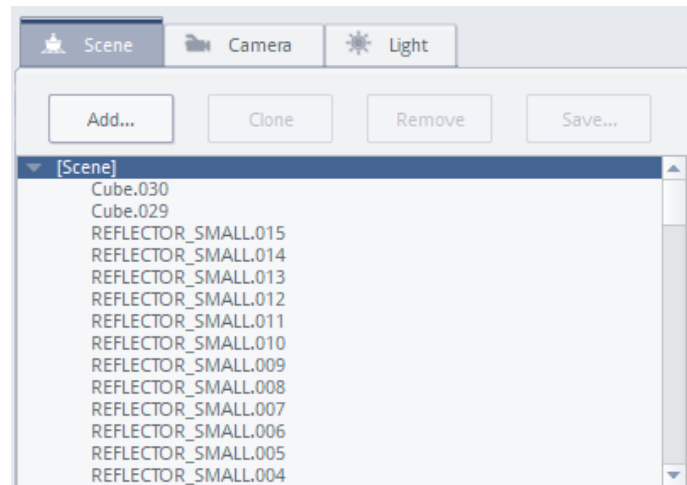 Scene Camera Light
Add... Clone Remove Save...
[Scene]
Cube.030
Cube.029
REFLECTOR_SMALL.015
REFLECTOR_SMALL.014
REFLECTOR_SMALL.013
REFLECTOR_SMALL.012
REFLECTOR_SMALL.011
REFLECTOR_SMALL.010
REFLECTOR_SMALL.009
REFLECTOR_SMALL.008
REFLECTOR_SMALL.007
REFLECTOR_SMALL.006
REFLECTOR_SMALL.005
REFLECTOR_SMALL.004